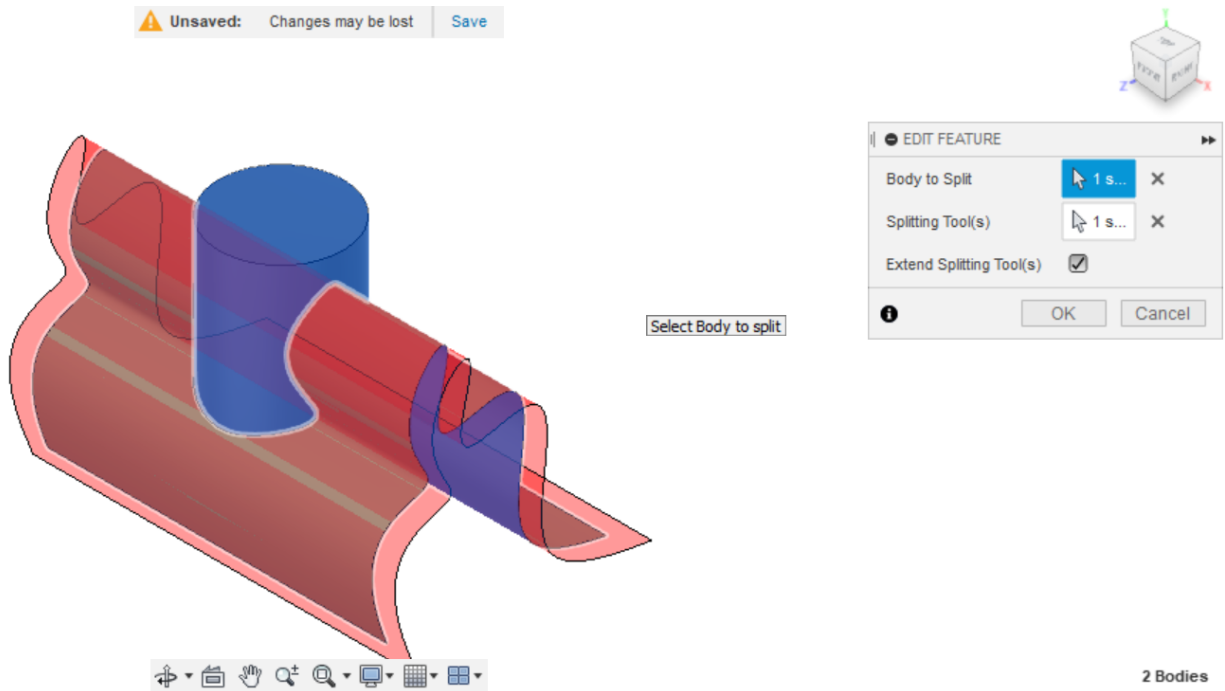 Unsaved: Changes may be lost Save
TOP
Z
X
EDIT FEATURE
Body to Split 1 s...
Splitting Tool(s) 1 s...
Extend Splitting Tool(s)
OK Cancel
Select Body to split
2 Bodies